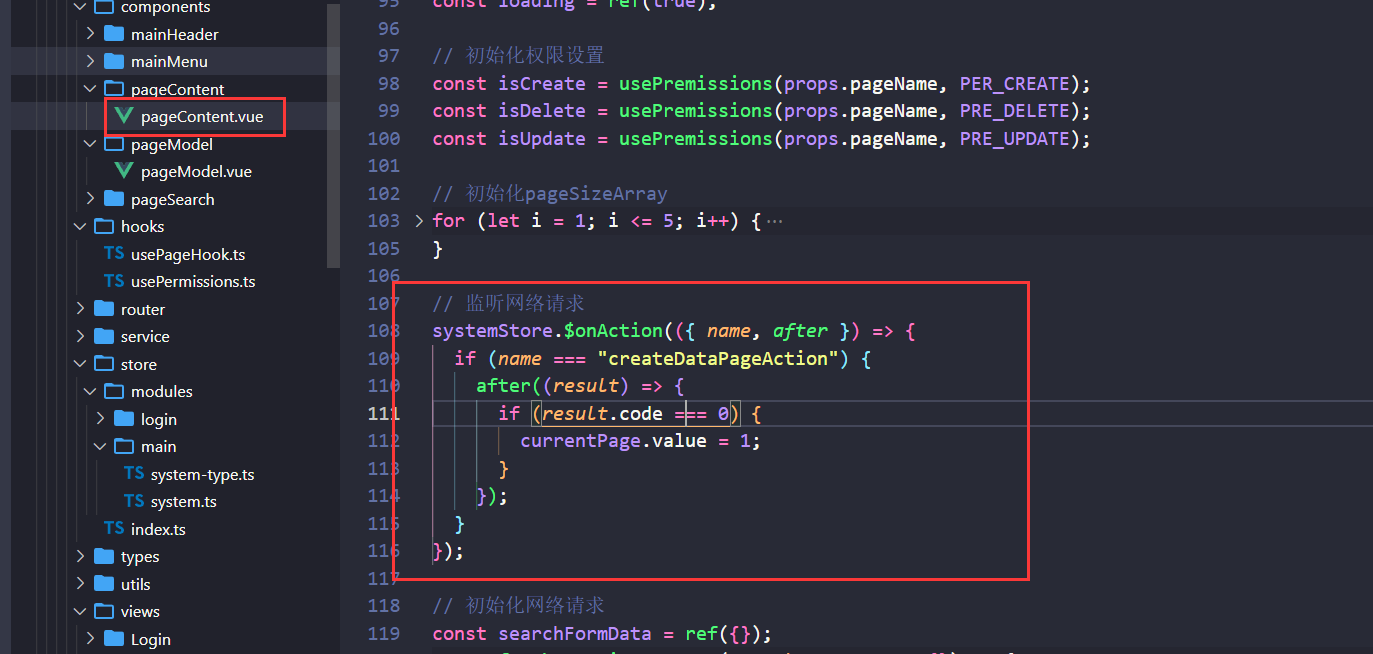 components
mainHeader
mainMenu
pageContent
pageContent.vue
pageModel
pageModel.vue
pageSearch
hooks
TS usePageHook.ts
TS usePermissions.ts
router
service
store
modules
login
main
TS system-type.ts
TS system.ts
TS index.ts
types
utils
views
Login
95 const loading = ref(true);
96
97 // 初始化权限设置
98 const isCreate = usePremissions(props.pageName, PER_CREATE);
99 const isDelete = usePremissions(props.pageName, PRE_DELETE);
100 const isUpdate = usePremissions(props.pageName, PRE_UPDATE);
101
102 // 初始化pageSizeArray
103 for (let i = 1; i <= 5; i++) {…
105 }
106
107 // 监听网络请求
108 systemStore.$onAction(({ name, after }) => {
109 if (name === "createDataPageAction") {
110 after((result) => {
111 if (result.code === 0) {
112 currentPage.value = 1;
113 }
114 });
115 }
116 });
117
118 // 初始化网络请求
119 const searchFormData = ref({});